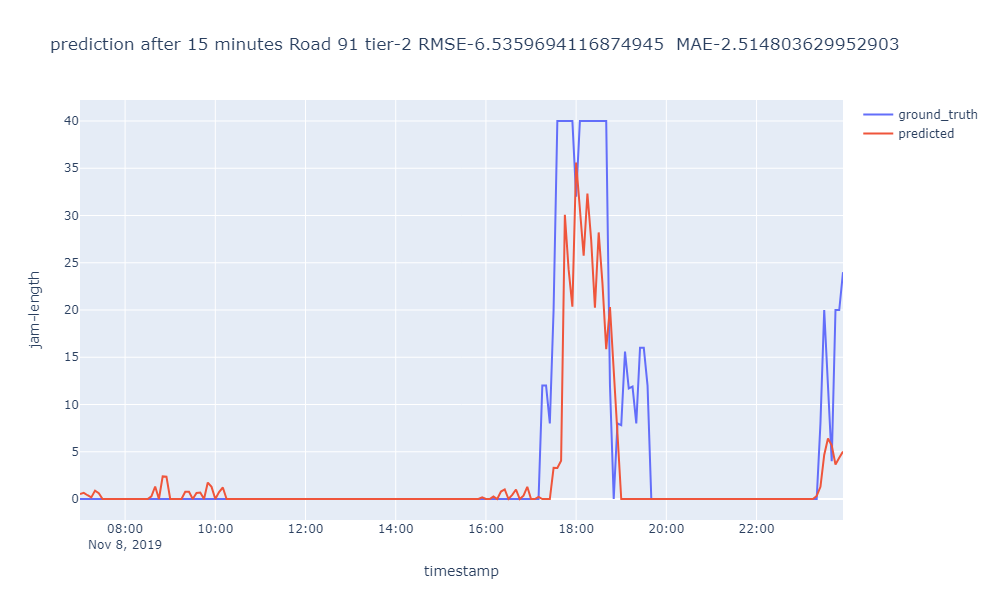 prediction after 15 minutes Road 91 tier-2 RMSE-6.5359694116874945  MAE-2.514803629952903
ground_truth
predicted
jam-length
40
35
30
25
20
15
10
5
0
08:00 10:00 12:00 14:00 16:00 18:00 20:00 22:00
Nov 8, 2019
timestamp